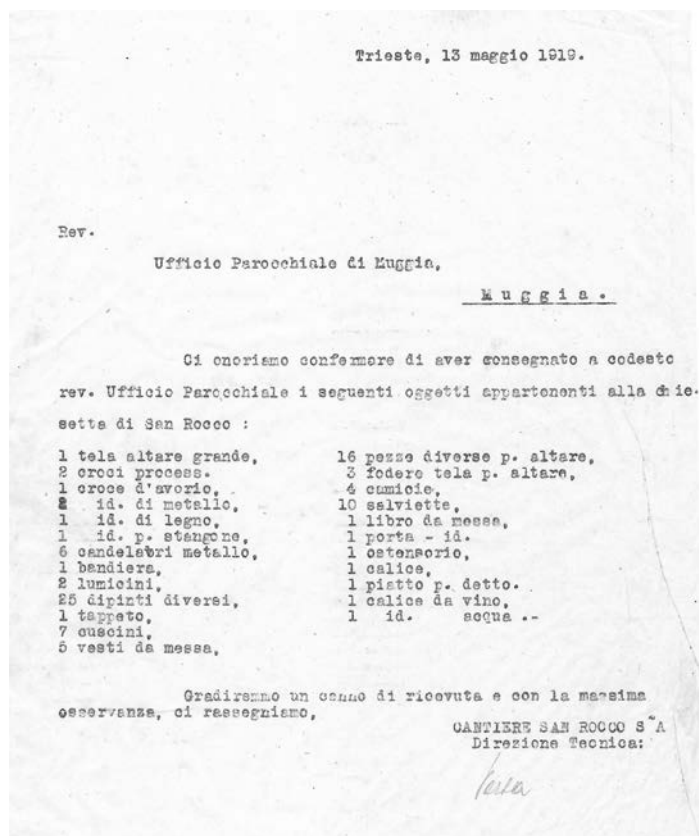 Trieste, 13 maggio 1919.
Rev.
Ufficio Parocchiale di Muggia,
Muggia.
Ci onoriamo confermare di aver consegnato a codesto
rev. Ufficio Parocchiale i seguenti oggetti appartenenti alla chie-
setta di San Rocco :
1 tela altare grande,
2 croci process.
1 croce d'avorio,
2 id. di metallo,
1 id. di legno,
1 id. p. stangone,
6 candelabri metallo,
1 bandiera,
2 lumicini,
25 dipinti diversi,
1 tappeto,
7 cuscini,
5 vesti da messa,
16 pezze diverse p. altare,
3 fodere tela p. altare,
4 camicie,
10 salviette,
1 libro da messa,
1 porta - id.
1 ostensorio,
1 calice,
1 piatto p. detto.
1 calice da vino,
1 id. acqua .-
Gradiremmo un cenno di ricevuta e con la massima
osservanza, ci rassegniamo,
CANTIERE SAN ROCCO S A
Direzione Tecnica: